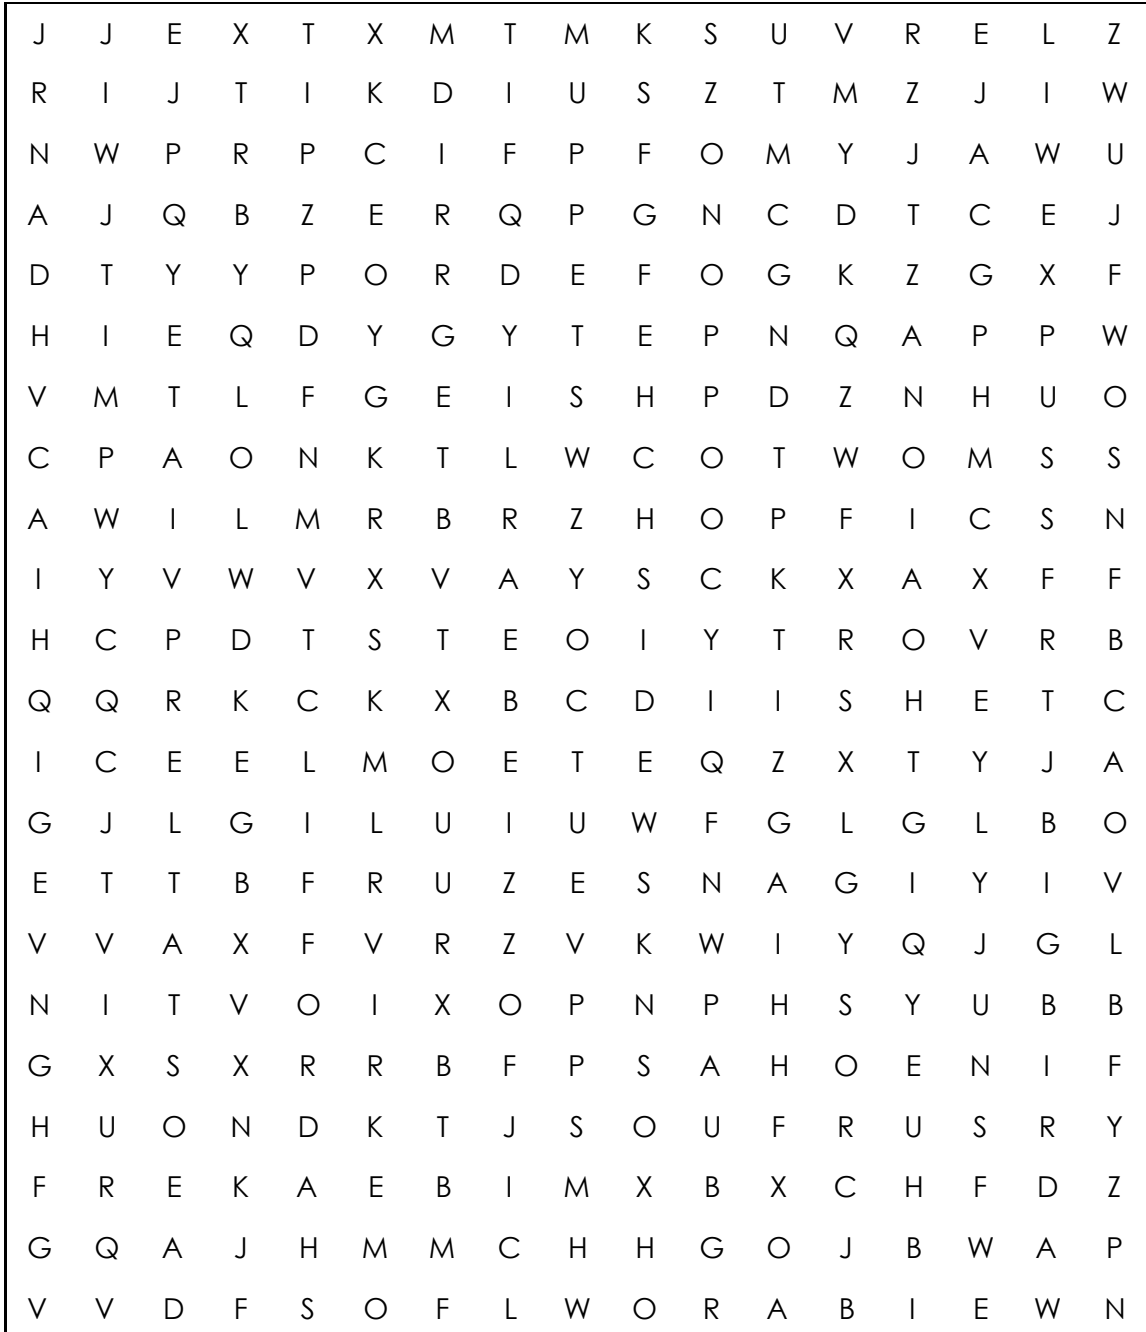 J J E X T X M T M K S U V R E L Z
R I J T I K D I U S Z T M Z J I W
N W P R P C I F P F O M Y J A W U
A J Q B Z E R Q P G N C D T C E J
D T Y Y P O R D E F O G K Z G X F
H I E Q D Y G Y T E P N Q A P P W
V M T L F G E I S H P D Z N H U O
C P A O N K T L W C O T W O M S S
A W I L M R B R Z H O P F I C S N
I Y V W V X V A Y S C K X A X F F
H C P D T S T E O I Y T R O V R B
Q Q R K C K X B C D I I S H E T C
I C E E L M O E T E Q Z X T Y J A
G J L G I L U I U W F G L G L B O
E T T B F R U Z E S N A G I Y I V
V V A X F V R Z V K W I Y Q J G L
N I T V O I X O P N P H S Y U B B
G X S X R R B F P S A H O E N I F
H U O N D K T J S O U F R U S R Y
F R E K A E B I M X B X C H F D Z
G Q A J H M M C H H G O J B W A P
V V D F S O F L W O R A B I E W N